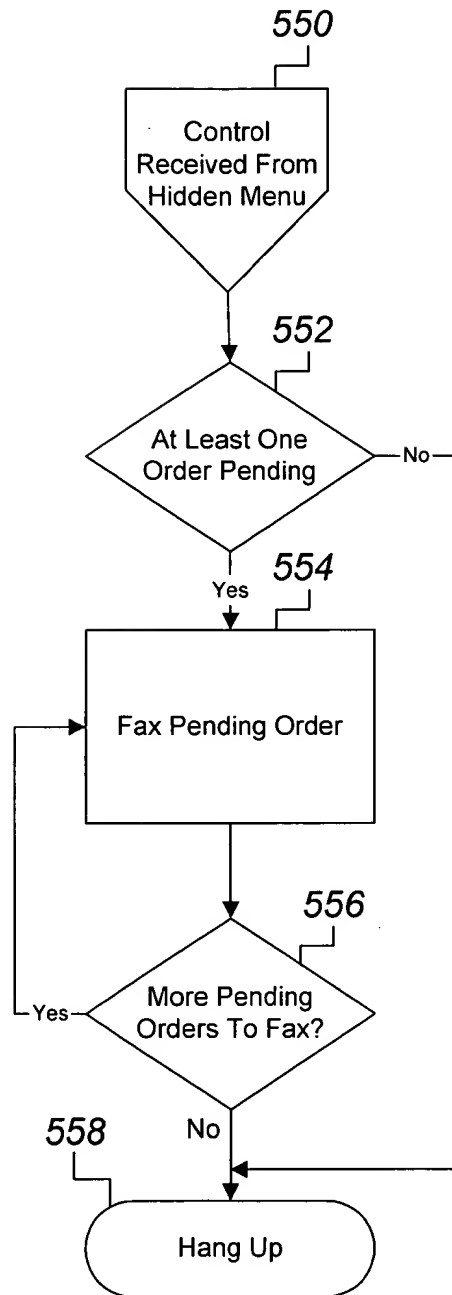 550
Control
Received From
Hidden Menu
552
At Least One
Order Pending
No
Yes
554
Fax Pending Order
556
More Pending
Orders To Fax?
Yes
No
558
Hang Up